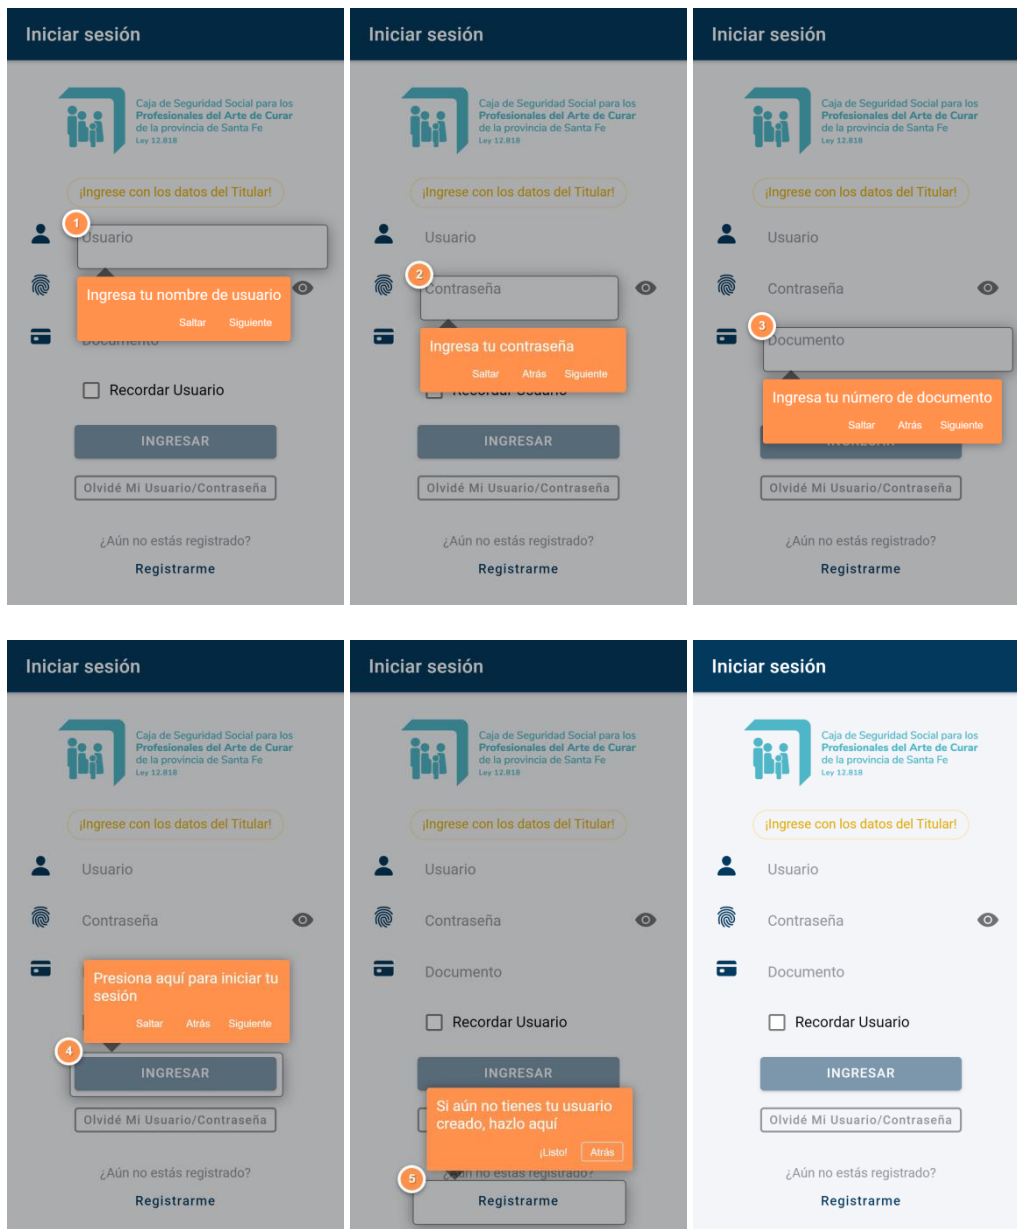 Iniciar sesión
Caja de Seguridad Social para los
Profesionales del Arte de Curar
de la provincia de Santa Fe
Ley 12.818
¡Ingrese con los datos del Titular!
1
Usuario
Ingresa tu nombre de usuario
Saltar Siguiente
Documento
Recordar Usuario
INGRESAR
Olvidé Mi Usuario/Contraseña
¿Aún no estás registrado?
Registrarme
Iniciar sesión
Caja de Seguridad Social para los
Profesionales del Arte de Curar
de la provincia de Santa Fe
Ley 12.818
¡Ingrese con los datos del Titular!
Usuario
2
Contraseña
Ingresa tu contraseña
Saltar Atrás Siguiente
Recordar Usuario
INGRESAR
Olvidé Mi Usuario/Contraseña
¿Aún no estás registrado?
Registrarme
Iniciar sesión
Caja de Seguridad Social para los
Profesionales del Arte de Curar
de la provincia de Santa Fe
Ley 12.818
¡Ingrese con los datos del Titular!
Usuario
Contraseña
3
Documento
Ingresa tu número de documento
Saltar Atrás Siguiente
INGRESAR
Olvidé Mi Usuario/Contraseña
¿Aún no estás registrado?
Registrarme
Iniciar sesión
Caja de Seguridad Social para los
Profesionales del Arte de Curar
de la provincia de Santa Fe
Ley 12.818
¡Ingrese con los datos del Titular!
Usuario
Contraseña
Presiona aquí para iniciar tu
sesión
Saltar Atrás Siguiente
4
INGRESAR
Olvidé Mi Usuario/Contraseña
¿Aún no estás registrado?
Registrarme
Iniciar sesión
Caja de Seguridad Social para los
Profesionales del Arte de Curar
de la provincia de Santa Fe
Ley 12.818
¡Ingrese con los datos del Titular!
Usuario
Contraseña
Documento
Recordar Usuario
INGRESAR
Si aún no tienes tu usuario
creado, hazlo aquí
¡Listo! Atrás
5
¿Aún no estás registrado?
Registrarme
Iniciar sesión
Caja de Seguridad Social para los
Profesionales del Arte de Curar
de la provincia de Santa Fe
Ley 12.818
¡Ingrese con los datos del Titular!
Usuario
Contraseña
Documento
Recordar Usuario
INGRESAR
Olvidé Mi Usuario/Contraseña
¿Aún no estás registrado?
Registrarme